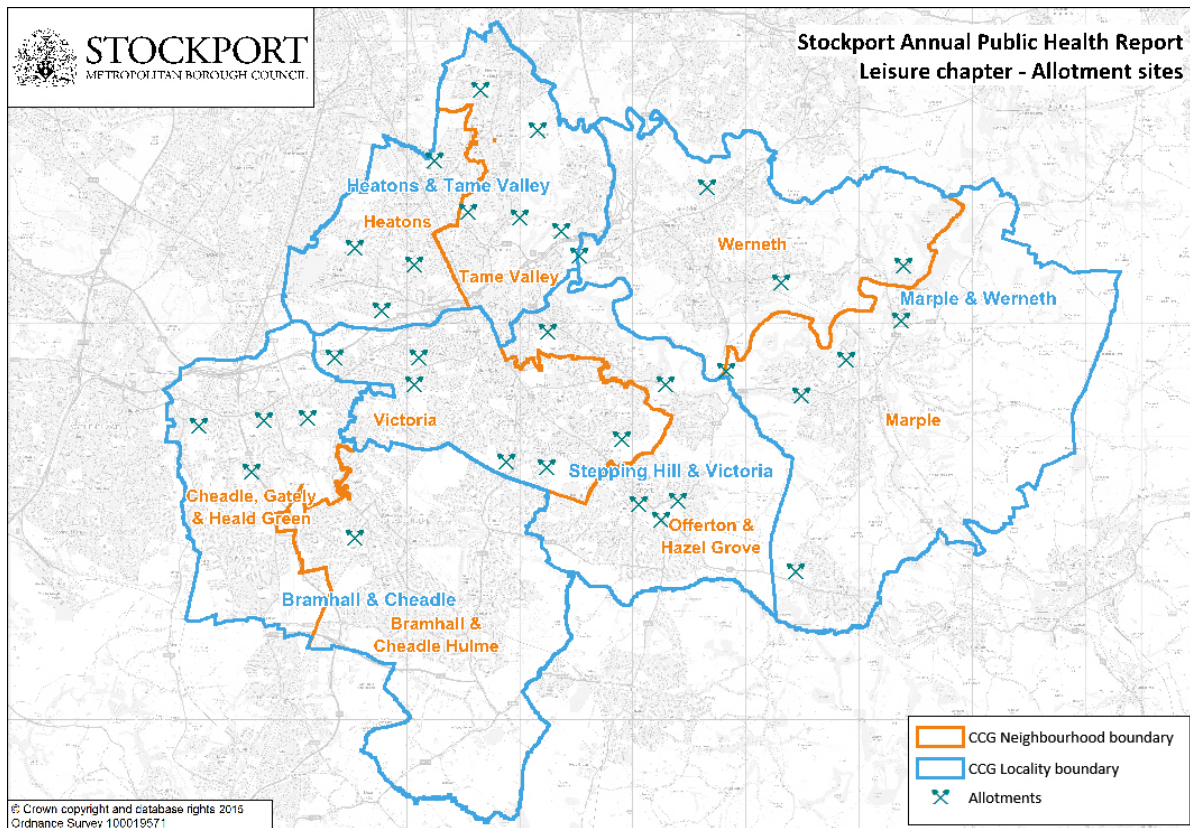 STOCKPORT
METROPOLITAN BOROUGH COUNCIL
Stockport Annual Public Health Report
Leisure chapter - Allotment sites
Heatons & Tame Valley
Heatons
Werneth
Tame Valley
Marple & Werneth
Victoria
Marple
Stepping Hill & Victoria
Cheadle, Gately
& Heald Green
Offerton &
Hazel Grove
Bramhall & Cheadle
Bramhall &
Cheadle Hulme
CCG Neighbourhood boundary
CCG Locality boundary
Allotments
© Crown copyright and database rights 2015
Ordnance Survey 100019571